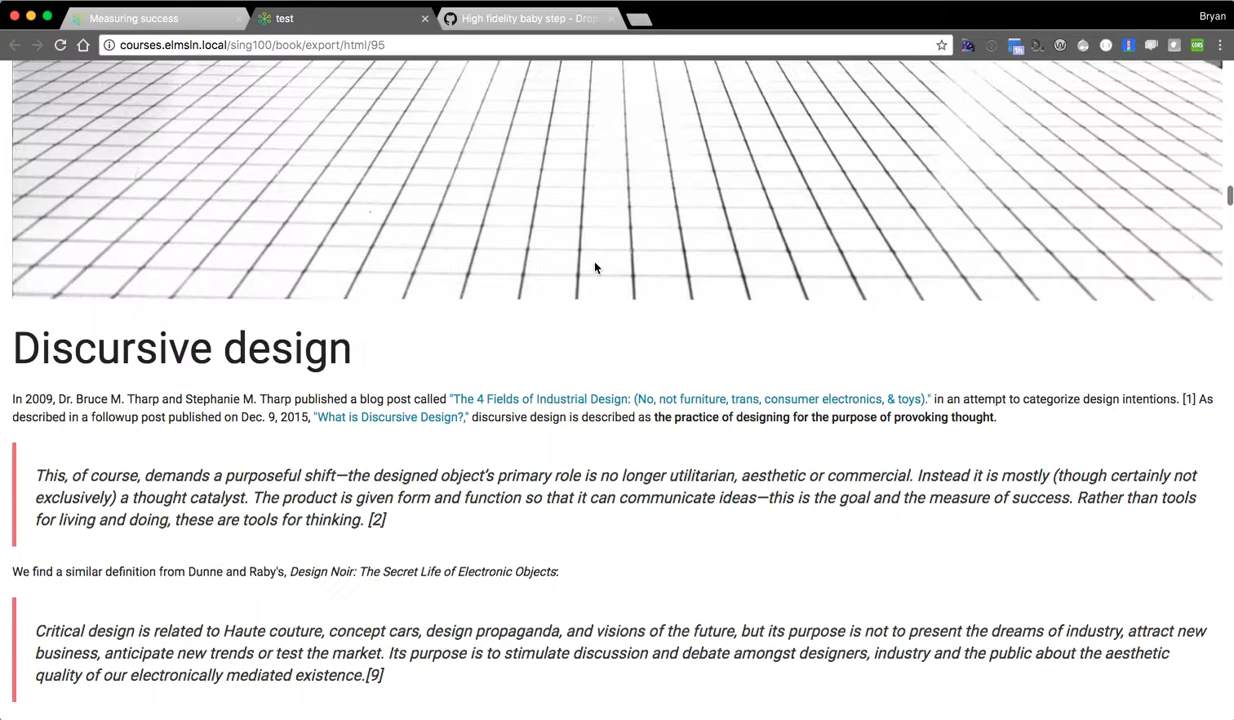 Measuring success
test
High fidelity baby step - Drop
Bryan
courses.elmsln.local/sing100/book/export/html/95
Discursive design
In 2009, Dr. Bruce M. Tharp and Stephanie M. Tharp published a blog post called "The 4 Fields of Industrial Design: (No, not furniture, trans, consumer electronics, & toys)." in an attempt to categorize design intentions. [1] As
described in a followup post published on Dec. 9, 2015, "What is Discursive Design?," discursive design is described as the practice of designing for the purpose of provoking thought.
This, of course, demands a purposeful shift—the designed object's primary role is no longer utilitarian, aesthetic or commercial. Instead it is mostly (though certainly not
exclusively) a thought catalyst. The product is given form and function so that it can communicate ideas—this is the goal and the measure of success. Rather than tools
for living and doing, these are tools for thinking. [2]
We find a similar definition from Dunne and Raby's, Design Noir: The Secret Life of Electronic Objects:
Critical design is related to Haute couture, concept cars, design propaganda, and visions of the future, but its purpose is not to present the dreams of industry, attract new
business, anticipate new trends or test the market. Its purpose is to stimulate discussion and debate amongst designers, industry and the public about the aesthetic
quality of our electronically mediated existence.[9]